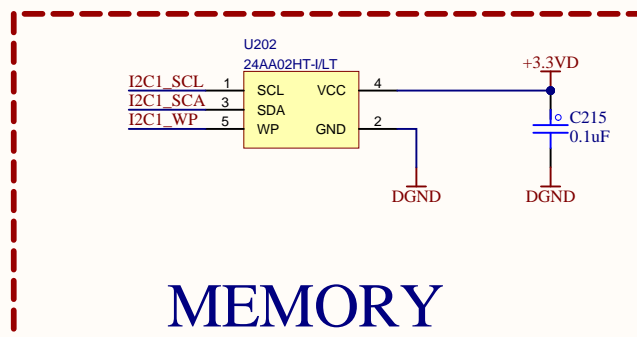 U202
24AA02HT-I/LT
+3.3VD
I2C1_SCL 1 SCL VCC 4
I2C1_SCA 3 SDA
I2C1_WP 5 WP GND 2
C215
0.1uF
DGND
DGND
MEMORY